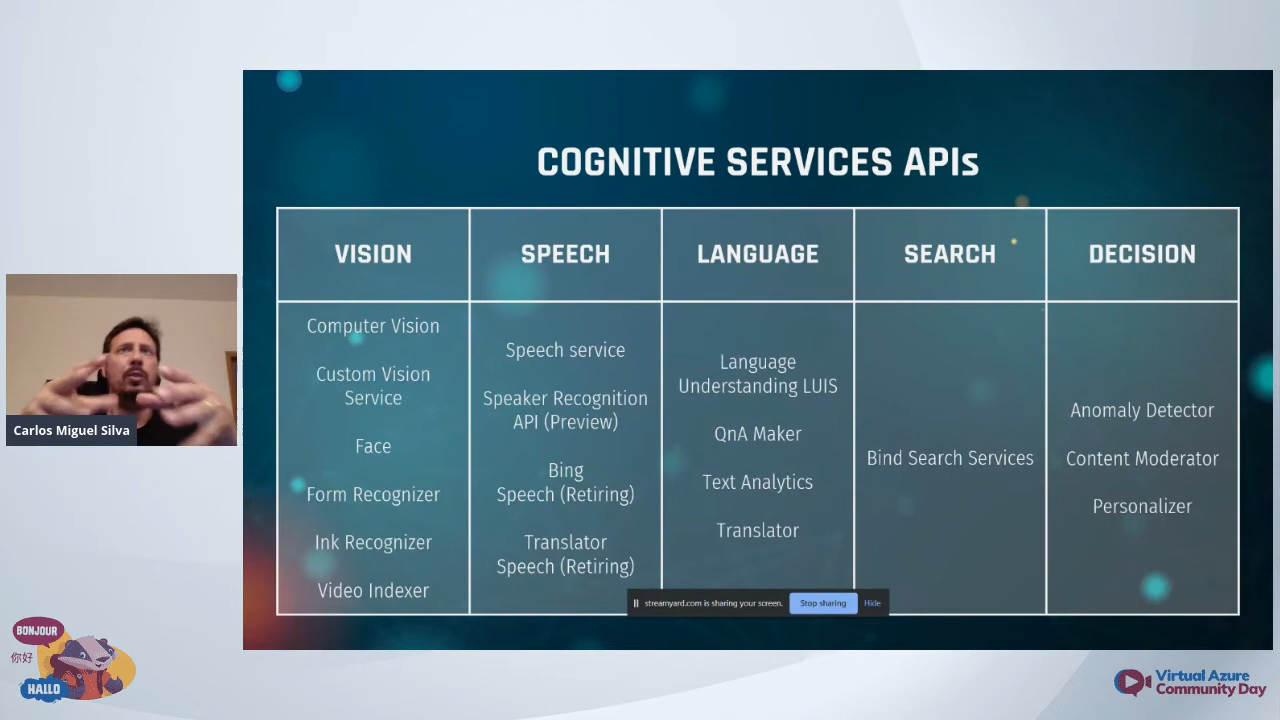 COGNITIVE SERVICES APIs
VISION
SPEECH
LANGUAGE
SEARCH
DECISION
Computer Vision
Custom Vision
Service
Face
Form Recognizer
Ink Recognizer
Video Indexer
Speech service
Speaker Recognition
API (Preview)
Bing
Speech (Retiring)
Translator
Speech (Retiring)
Language
Understanding LUIS
QnA Maker
Text Analytics
Translator
Bind Search Services
Anomaly Detector
Content Moderator
Personalizer
streamyard.com is sharing your screen.
Stop sharing
Hide
Carlos Miguel Silva
BONJOUR
你好
HALLO
Virtual Azure
Community Day